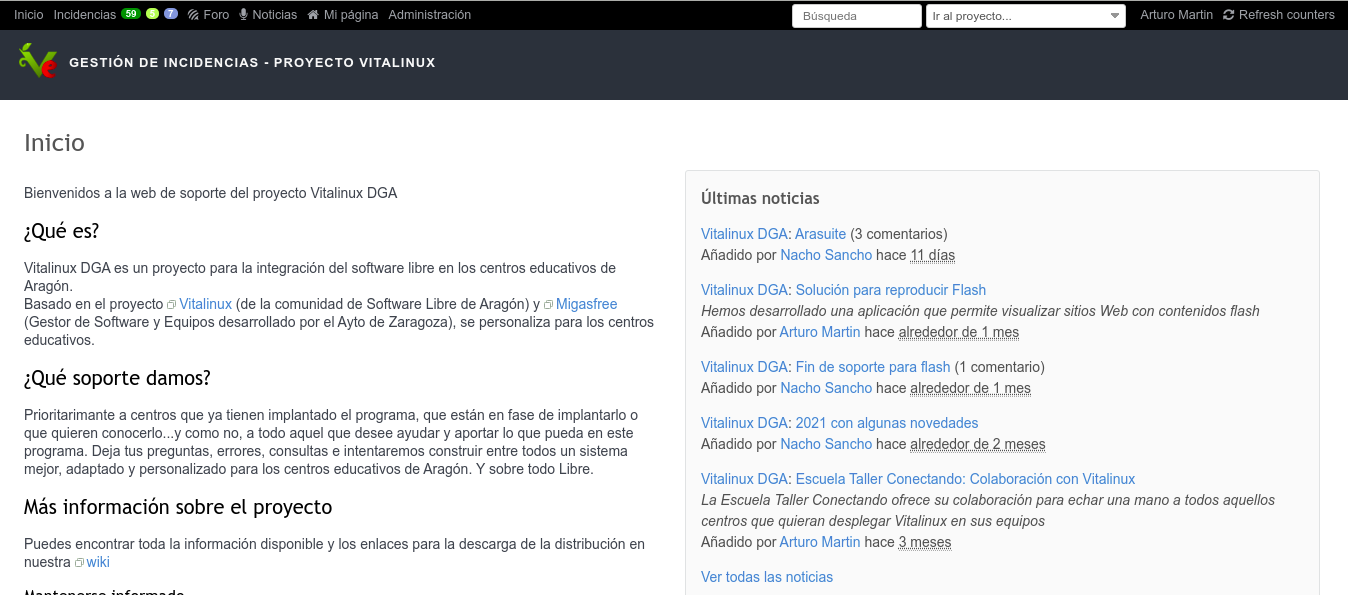 Inicio Incidencias 59 5 7 Foro Noticias Mi página Administración Búsqueda Ir al proyecto... Arturo Martin Refresh counters
GESTIÓN DE INCIDENCIAS - PROYECTO VITALINUX
Inicio
Bienvenidos a la web de soporte del proyecto Vitalinux DGA
¿Qué es?
Vitalinux DGA es un proyecto para la integración del software libre en los centros educativos de
Aragón.
Basado en el proyecto Vitalinux (de la comunidad de Software Libre de Aragón) y Migasfree
(Gestor de Software y Equipos desarrollado por el Ayto de Zaragoza), se personaliza para los centros
educativos.
¿Qué soporte damos?
Prioritarimante a centros que ya tienen implantado el programa, que están en fase de implantarlo o
que quieren conocerlo...y como no, a todo aquel que desee ayudar y aportar lo que pueda en este
programa. Deja tus preguntas, errores, consultas e intentaremos construir entre todos un sistema
mejor, adaptado y personalizado para los centros educativos de Aragón. Y sobre todo Libre.
Más información sobre el proyecto
Puedes encontrar toda la información disponible y los enlaces para la descarga de la distribución en
nuestra wiki
Mantenerse informado
Últimas noticias
Vitalinux DGA: Arasuite (3 comentarios)
Añadido por Nacho Sancho hace 11 días
Vitalinux DGA: Solución para reproducir Flash
Hemos desarrollado una aplicación que permite visualizar sitios Web con contenidos flash
Añadido por Arturo Martin hace alrededor de 1 mes
Vitalinux DGA: Fin de soporte para flash (1 comentario)
Añadido por Nacho Sancho hace alrededor de 1 mes
Vitalinux DGA: 2021 con algunas novedades
Añadido por Nacho Sancho hace alrededor de 2 meses
Vitalinux DGA: Escuela Taller Conectando: Colaboración con Vitalinux
La Escuela Taller Conectando ofrece su colaboración para echar una mano a todos aquellos
centros que quieran desplegar Vitalinux en sus equipos
Añadido por Arturo Martin hace 3 meses
Ver todas las noticias